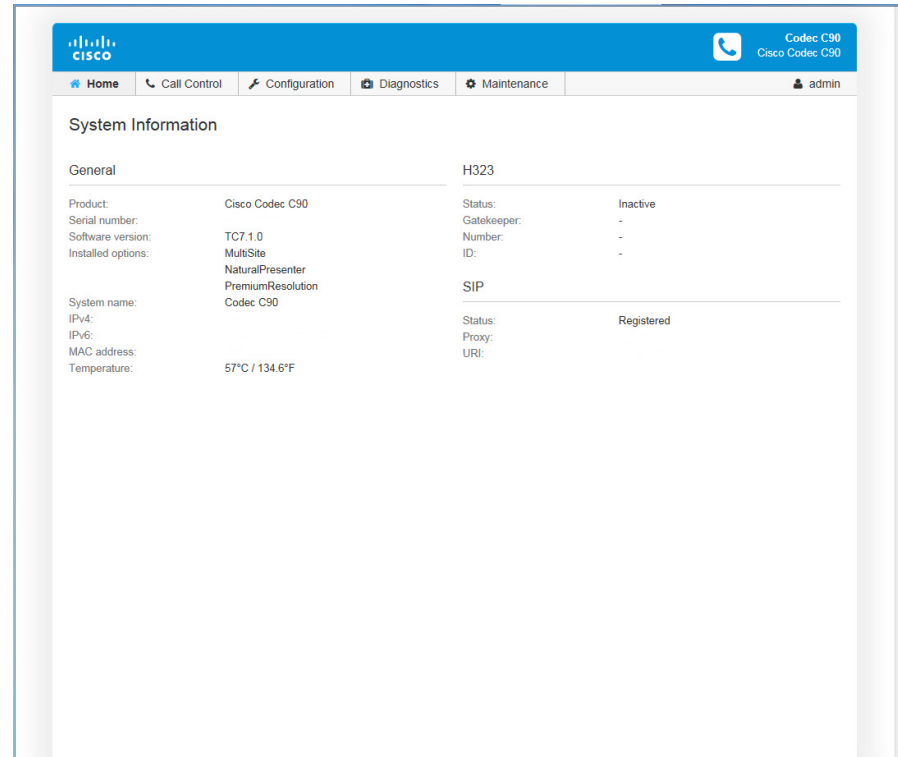 CISCO
Codec C90
Cisco Codec C90
Home Call Control Configuration Diagnostics Maintenance admin
System Information
General
Product: Cisco Codec C90
Serial number:
Software version: TC7.1.0
Installed options: MultiSite
NaturalPresenter
PremiumResolution
System name: Codec C90
IPv4:
IPv6:
MAC address:
Temperature: 57°C / 134.6°F
H323
Status: Inactive
Gatekeeper: -
Number: -
ID: -
SIP
Status: Registered
Proxy:
URI: